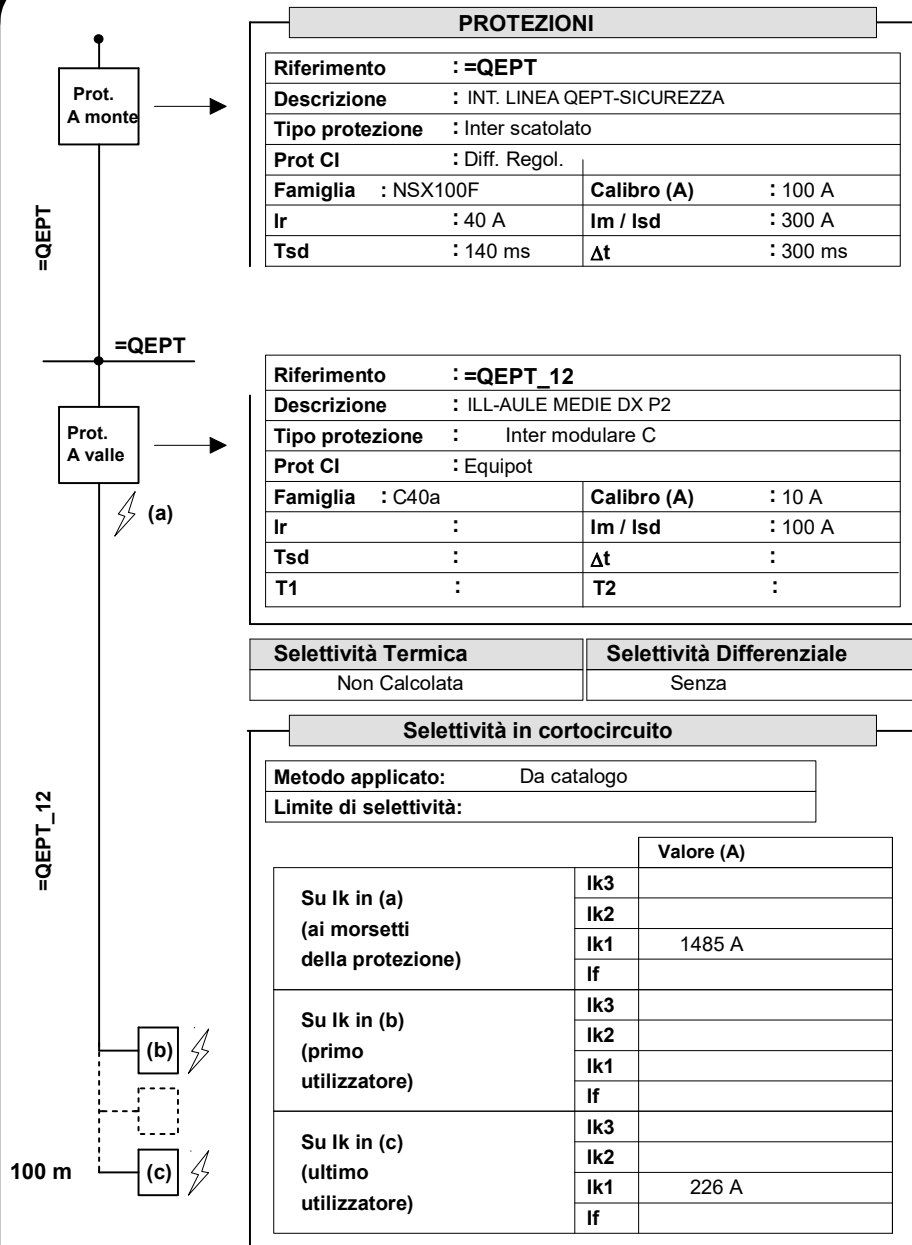 PROTEZIONI
Prot.
A monte
Riferimento : =QEPT
Descrizione : INT. LINEA QEPT-SICUREZZA
Tipo protezione : Inter scatolato
Prot CI : Diff. Regol.
Famiglia : NSX100F Calibro (A) : 100 A
Ir : 40 A Im / Isd : 300 A
Tsd : 140 ms Δt : 300 ms
=QEPT
=QEPT
Prot.
A valle
(a)
Riferimento : =QEPT_12
Descrizione : ILL-AULE MEDIE DX P2
Tipo protezione : Inter modulare C
Prot CI : Equipot
Famiglia : C40a Calibro (A) : 10 A
Ir : Im / Isd : 100 A
Tsd : Δt :
T1 : T2 :
Selettività Termica Selettività Differenziale
Non Calcolata Senza
Selettività in cortocircuito
Metodo applicato: Da catalogo
Limite di selettività:
=QEPT_12
Valore (A)
Su Ik in (a)
(ai morsetti
della protezione)
Ik3
Ik2
Ik1 1485 A
If
(b)
Su Ik in (b)
(primo
utilizzatore)
Ik3
Ik2
Ik1
If
100 m (c)
Su Ik in (c)
(ultimo
utilizzatore)
Ik3
Ik2
Ik1 226 A
If